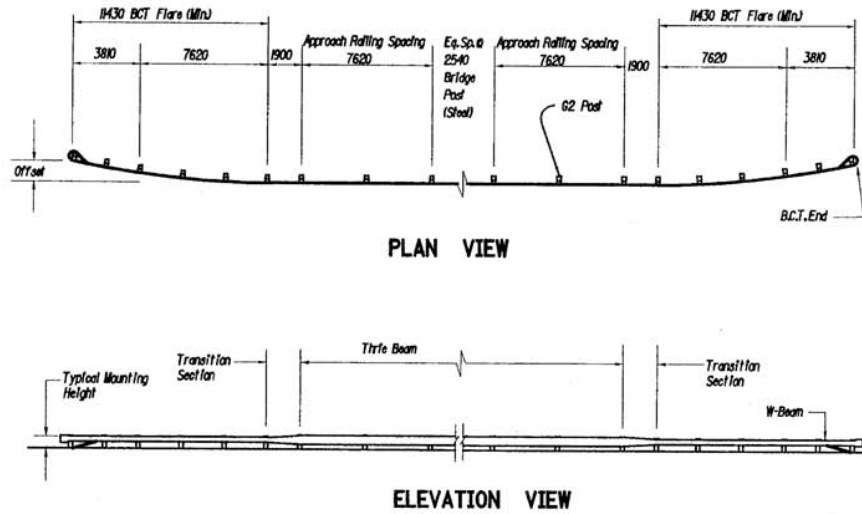 11430 BCT Flare (Min.)
11430 BCT Flare (Min.)
3810
7620
1900
Approach Railing Spacing
7620
Eq. Sp. @
2540
Bridge
Post
(Steel)
Approach Railing Spacing
7620
1900
7620
3810
G2 Post
Offset
B.C.T. End
PLAN VIEW
Typical Mounting
Height
Transition
Section
Thrie Beam
Transition
Section
W-Beam
ELEVATION VIEW